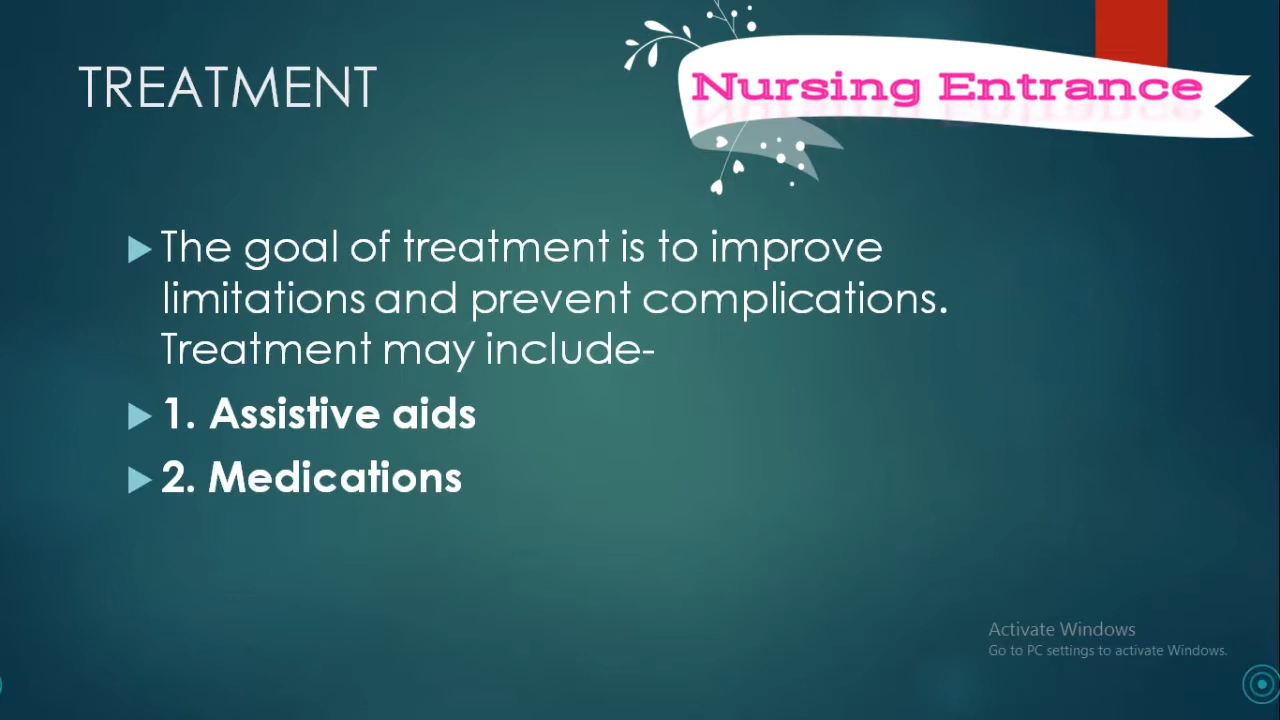 TREATMENT
Nursing Entrance
The goal of treatment is to improve
limitations and prevent complications.
Treatment may include-
1. Assistive aids
2. Medications
Activate Windows
Go to PC settings to activate Windows.